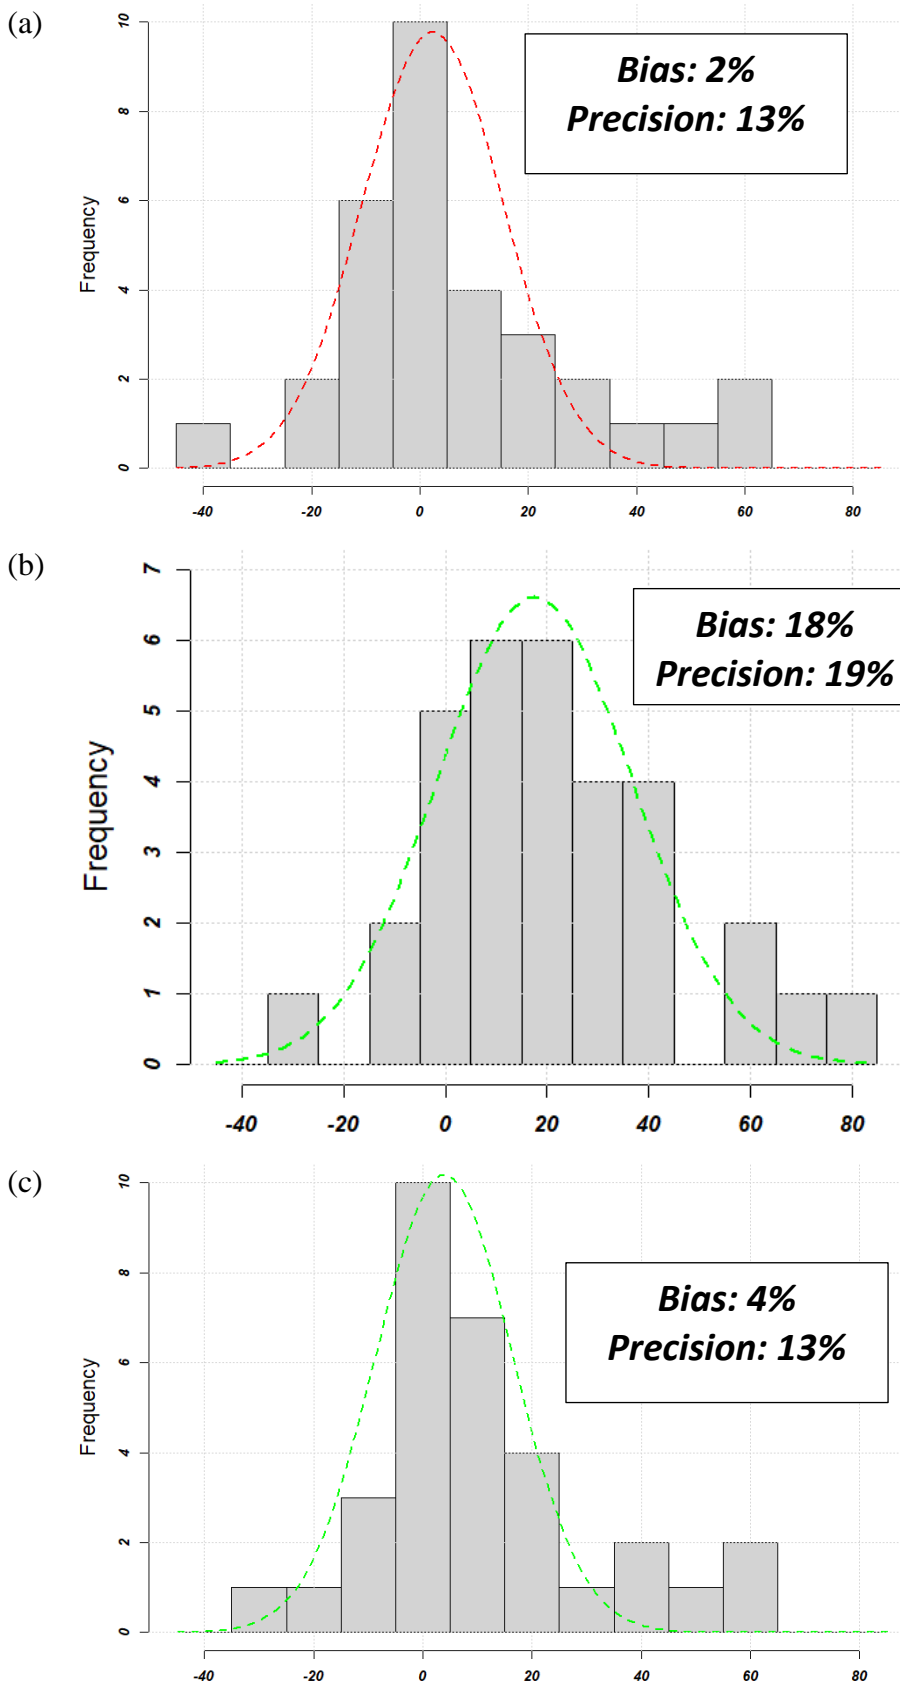 (a)
Bias: 2%
Precision: 13%
Frequency
10
8
6
4
2
0
-40 -20 0 20 40 60 80
(b)
Bias: 18%
Precision: 19%
Frequency
7
6
5
4
3
2
1
0
-40 -20 0 20 40 60 80
(c)
Bias: 4%
Precision: 13%
Frequency
10
8
6
4
2
0
-40 -20 0 20 40 60 80